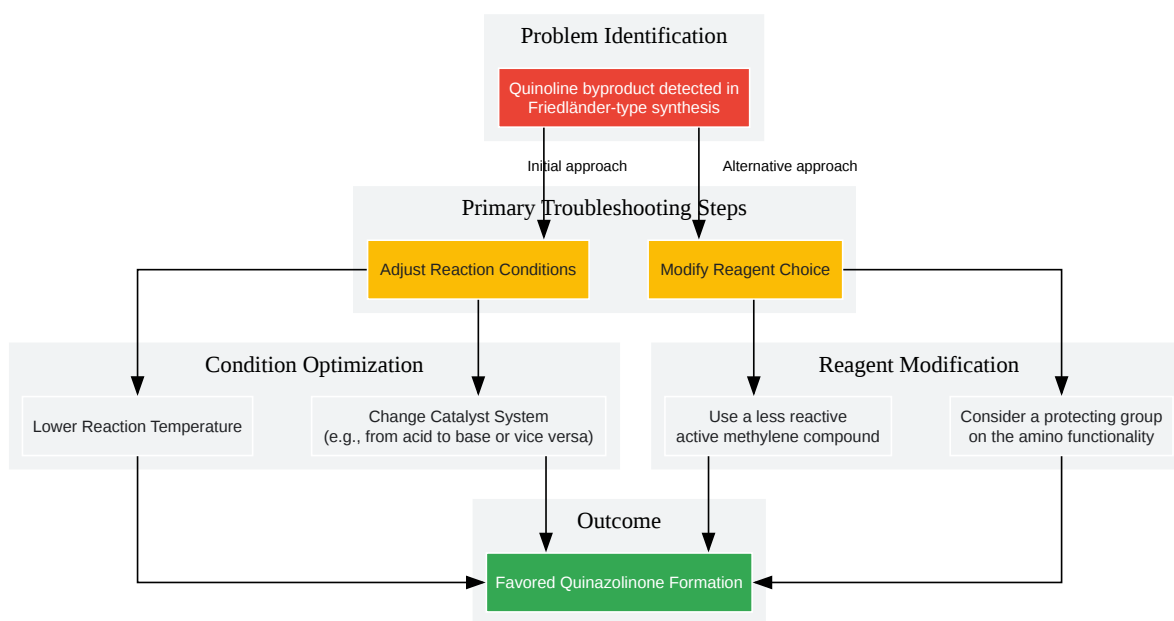 Problem Identification
Quinoline byproduct detected in
Friedländer-type synthesis
Initial approach
Alternative approach
Primary Troubleshooting Steps
Adjust Reaction Conditions
Modify Reagent Choice
Condition Optimization
Reagent Modification
Lower Reaction Temperature
Change Catalyst System
(e.g., from acid to base or vice versa)
Use a less reactive
active methylene compound
Consider a protecting group
on the amino functionality
Outcome
Favored Quinazolinone Formation